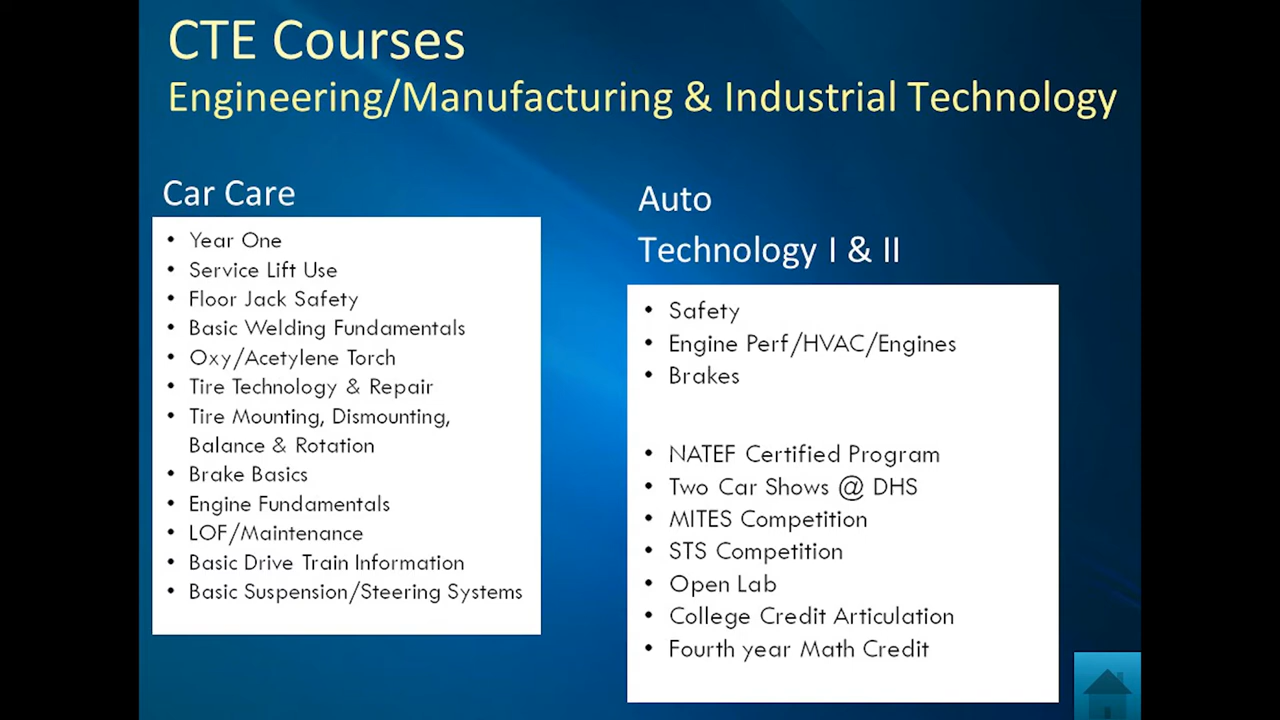 CTE Courses
Engineering/Manufacturing & Industrial Technology
Car Care
• Year One
• Service Lift Use
• Floor Jack Safety
• Basic Welding Fundamentals
• Oxy/Acetylene Torch
• Tire Technology & Repair
• Tire Mounting, Dismounting,
Balance & Rotation
• Brake Basics
• Engine Fundamentals
• LOF/Maintenance
• Basic Drive Train Information
• Basic Suspension/Steering Systems
Auto
Technology I & II
• Safety
• Engine Perf/HVAC/Engines
• Brakes
• NATEF Certified Program
• Two Car Shows @ DHS
• MITES Competition
• STS Competition
• Open Lab
• College Credit Articulation
• Fourth year Math Credit